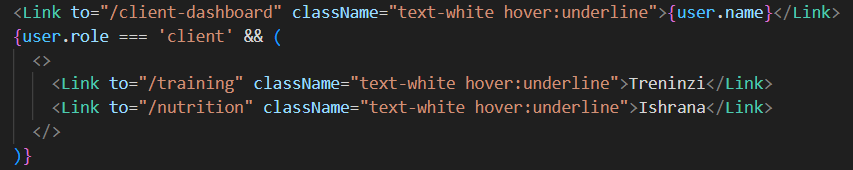 <Link to="/client-dashboard" className="text-white hover:underline">{user.name}</Link>
{user.role === 'client' && (
<>
<Link to="/training" className="text-white hover:underline">Treninzi</Link>
<Link to="/nutrition" className="text-white hover:underline">Ishrana</Link>
</>
)}